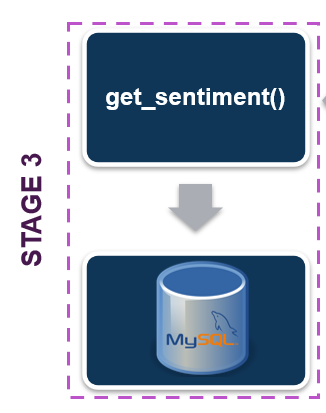 get_sentiment()
STAGE 3
MySQL